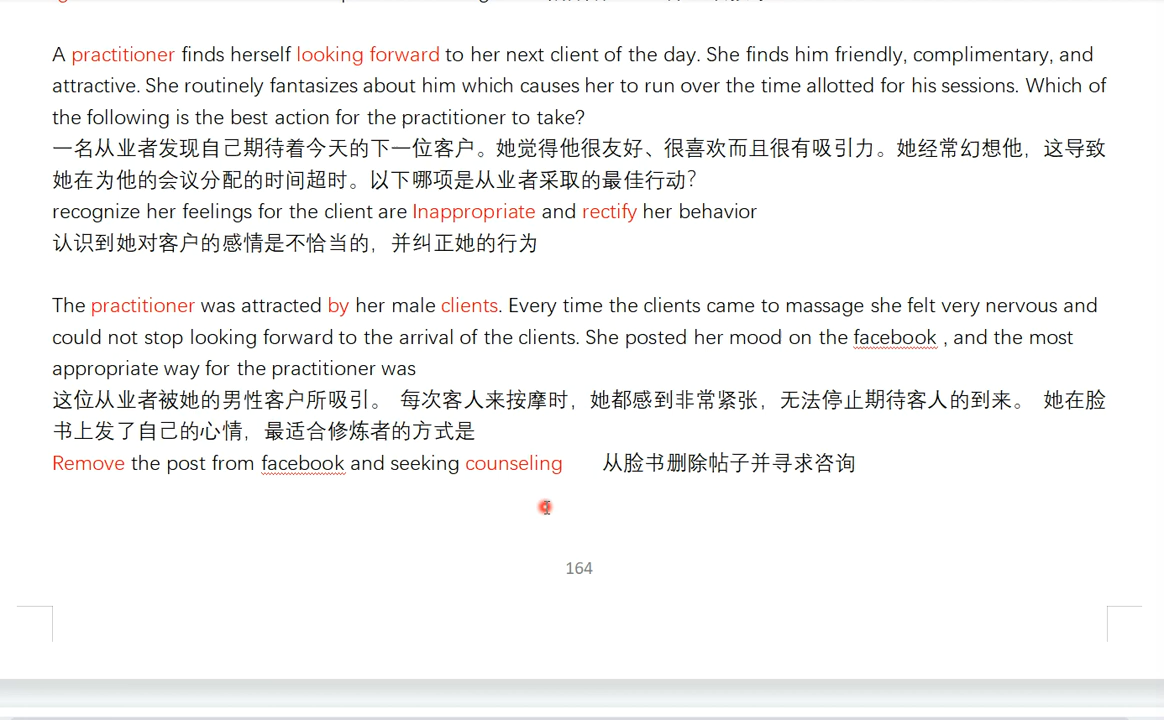 A practitioner finds herself looking forward to her next client of the day. She finds him friendly, complimentary, and
attractive. She routinely fantasizes about him which causes her to run over the time allotted for his sessions. Which of
the following is the best action for the practitioner to take?
一名从业者发现自己期待着今天的下一位客户。她觉得他很友好、很喜欢而且很有吸引力。她经常幻想他，这导致
她在为他的会议分配的时间超时。以下哪项是从业者采取的最佳行动？
recognize her feelings for the client are Inappropriate and rectify her behavior
认识到她对客户的感情是不恰当的，并纠正她的行为
The practitioner was attracted by her male clients. Every time the clients came to massage she felt very nervous and
could not stop looking forward to the arrival of the clients. She posted her mood on the facebook , and the most
appropriate way for the practitioner was
这位从业者被她的男性客户所吸引。 每次客人来按摩时，她都感到非常紧张，无法停止期待客人的到来。 她在脸
书上发了自己的心情，最适合修炼者的方式是
Remove the post from facebook and seeking counseling 从脸书删除帖子并寻求咨询
164